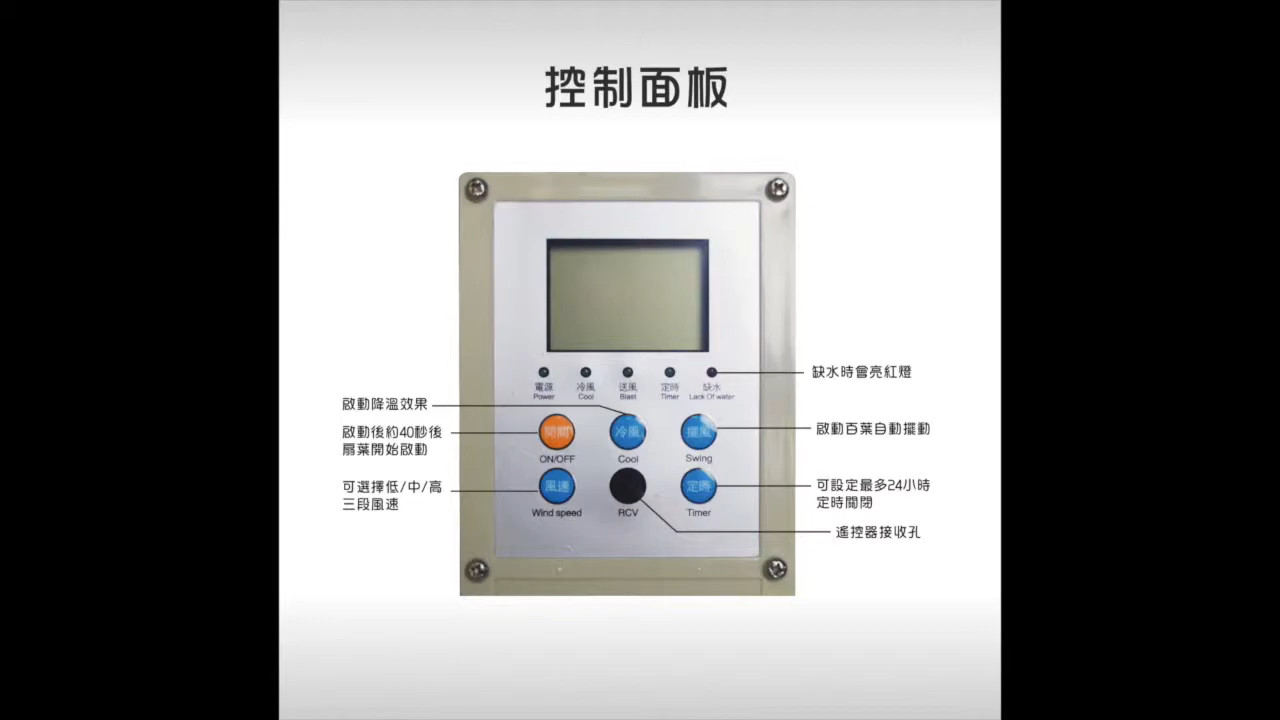 控制面板
電源 冷風 送風 定時 缺水
Power Cool Blast Timer Lack Of water
缺水時會亮紅燈
啟動降溫效果
啟動後約40秒後
扇葉開始啟動
開關 冷風 擺風
ON/OFF Cool Swing
啟動百葉自動擺動
可選擇低/中/高
三段風速
風速 定時
Wind speed RCV Timer
可設定最多24小時
定時關閉
遙控器接收孔